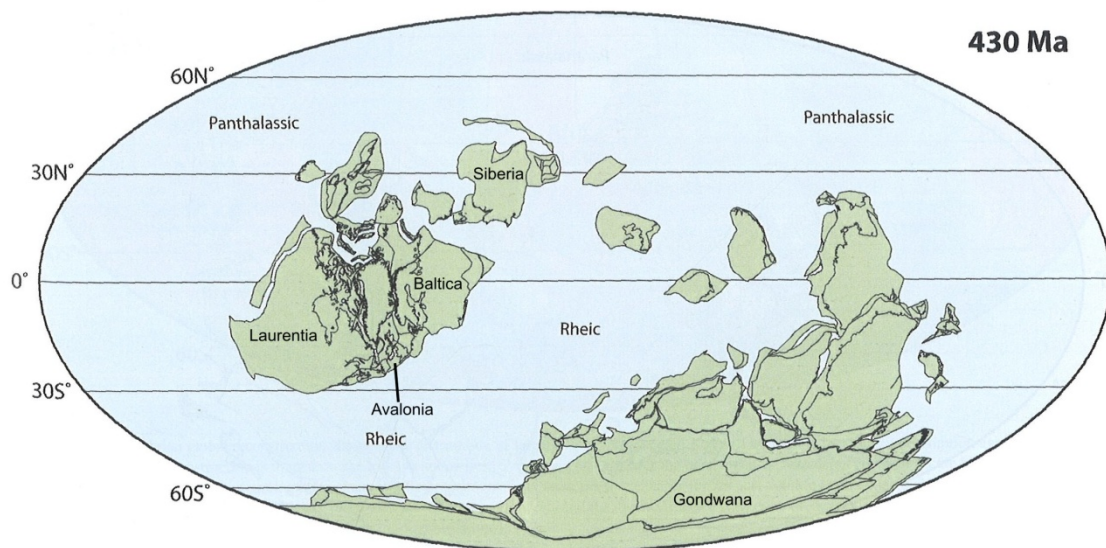 430 Ma
60N°
Panthalassic
Panthalassic
30N°
Siberia
0°
Baltica
Laurentia
Rheic
30S°
Avalonia
Rheic
60S°
Gondwana